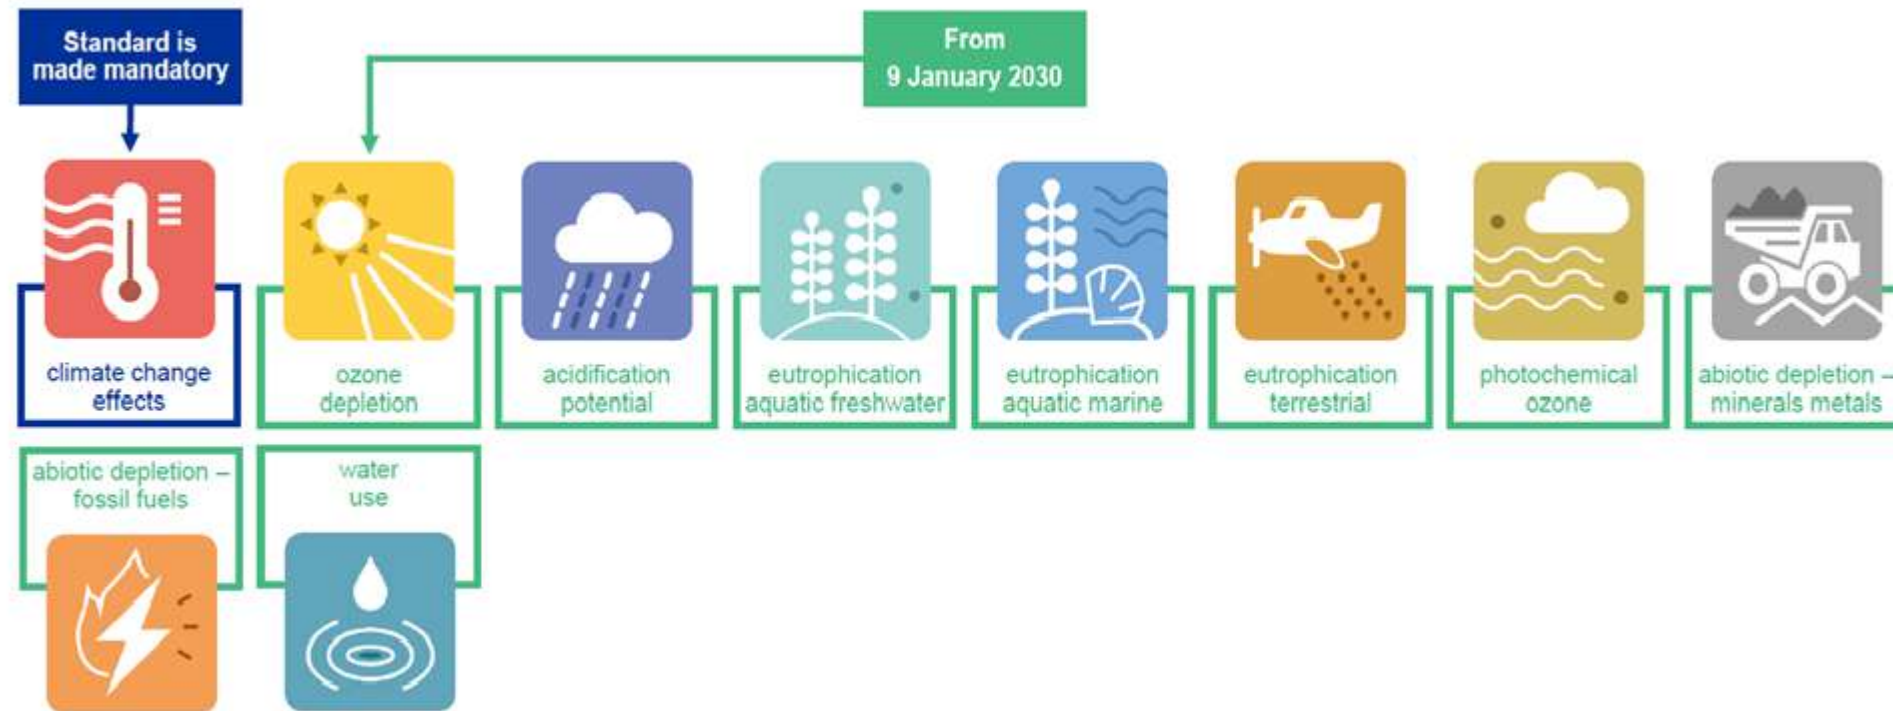 Standard is
made mandatory
From
9 January 2030
climate change
effects
ozone
depletion
acidification
potential
eutrophication
aquatic freshwater
eutrophication
aquatic marine
eutrophication
terrestrial
photochemical
ozone
abiotic depletion –
minerals metals
abiotic depletion –
fossil fuels
water
use